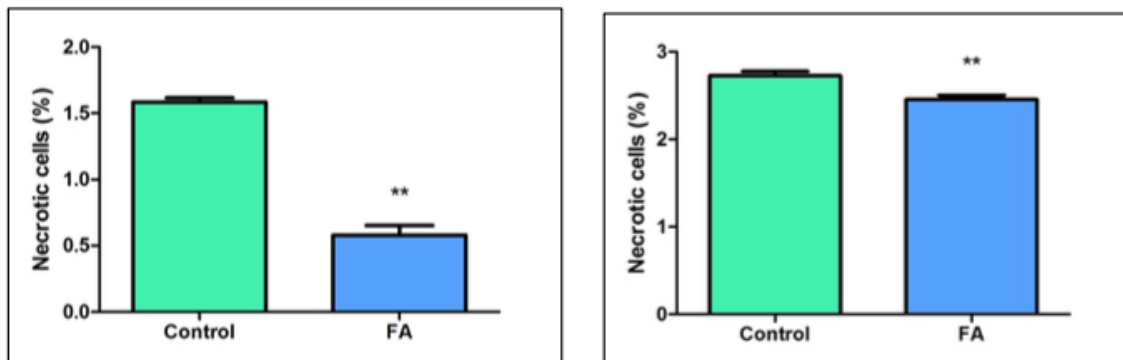 Necrotic cells (%)
2.0
1.5
1.0
0.5
0.0
**
Control
FA
Necrotic cells (%)
3
2
1
0
**
Control
FA